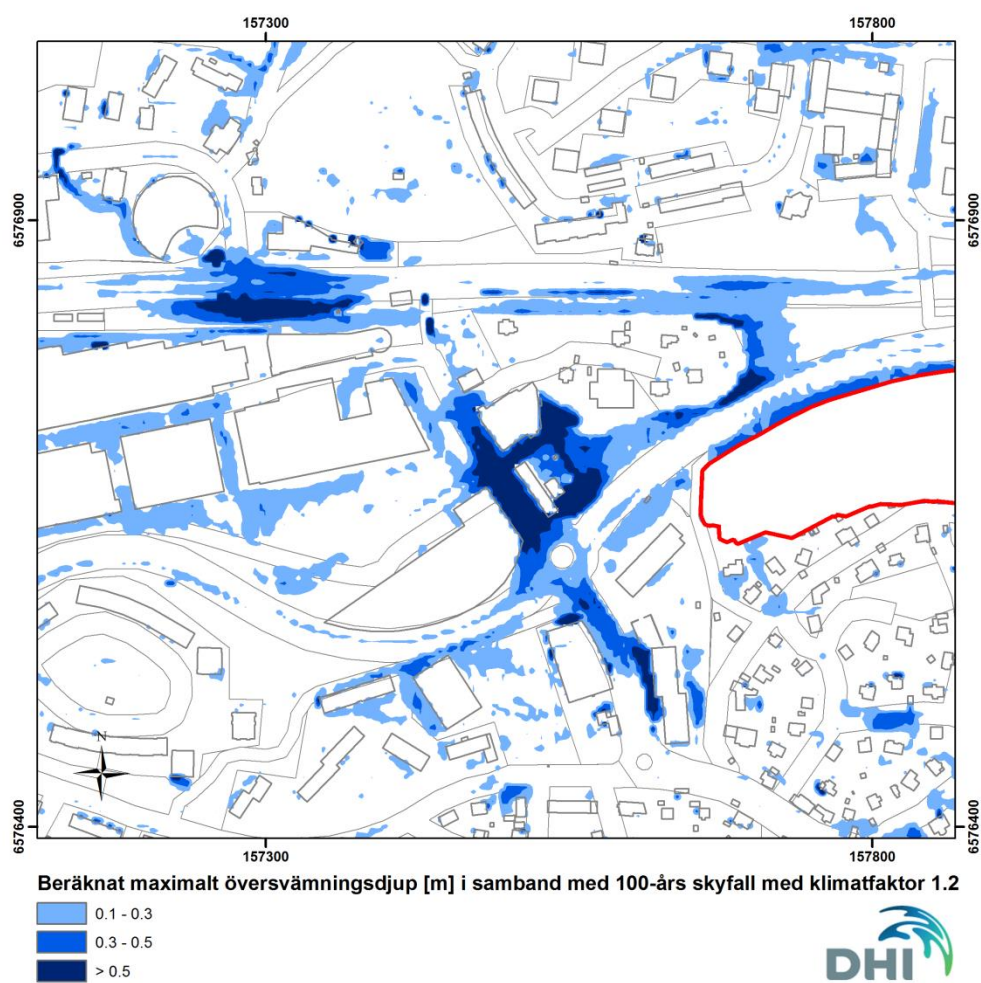 157300 157800
6576900 6576900
N
6576400 6576400
157300 157800
Beräknat maximalt översvämningsdjup [m] i samband med 100-års skyfall med klimatfaktor 1.2
0.1 - 0.3
0.3 - 0.5
> 0.5
DHI